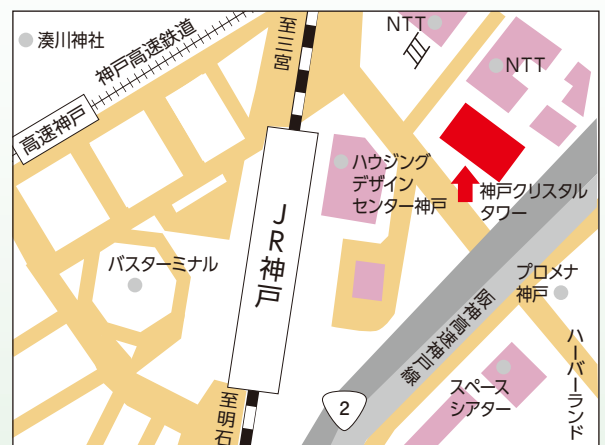 湊川神社
神戸高速鉄道
高速神戸
至三宮
NTT
NTT
ハウジング
デザイン
センター神戸
神戸クリスタル
タワー
JR神戸
バスターミナル
プロメナ
神戸
阪神高速神戸線
ハーバーランド
スペース
シアター
2
至明石